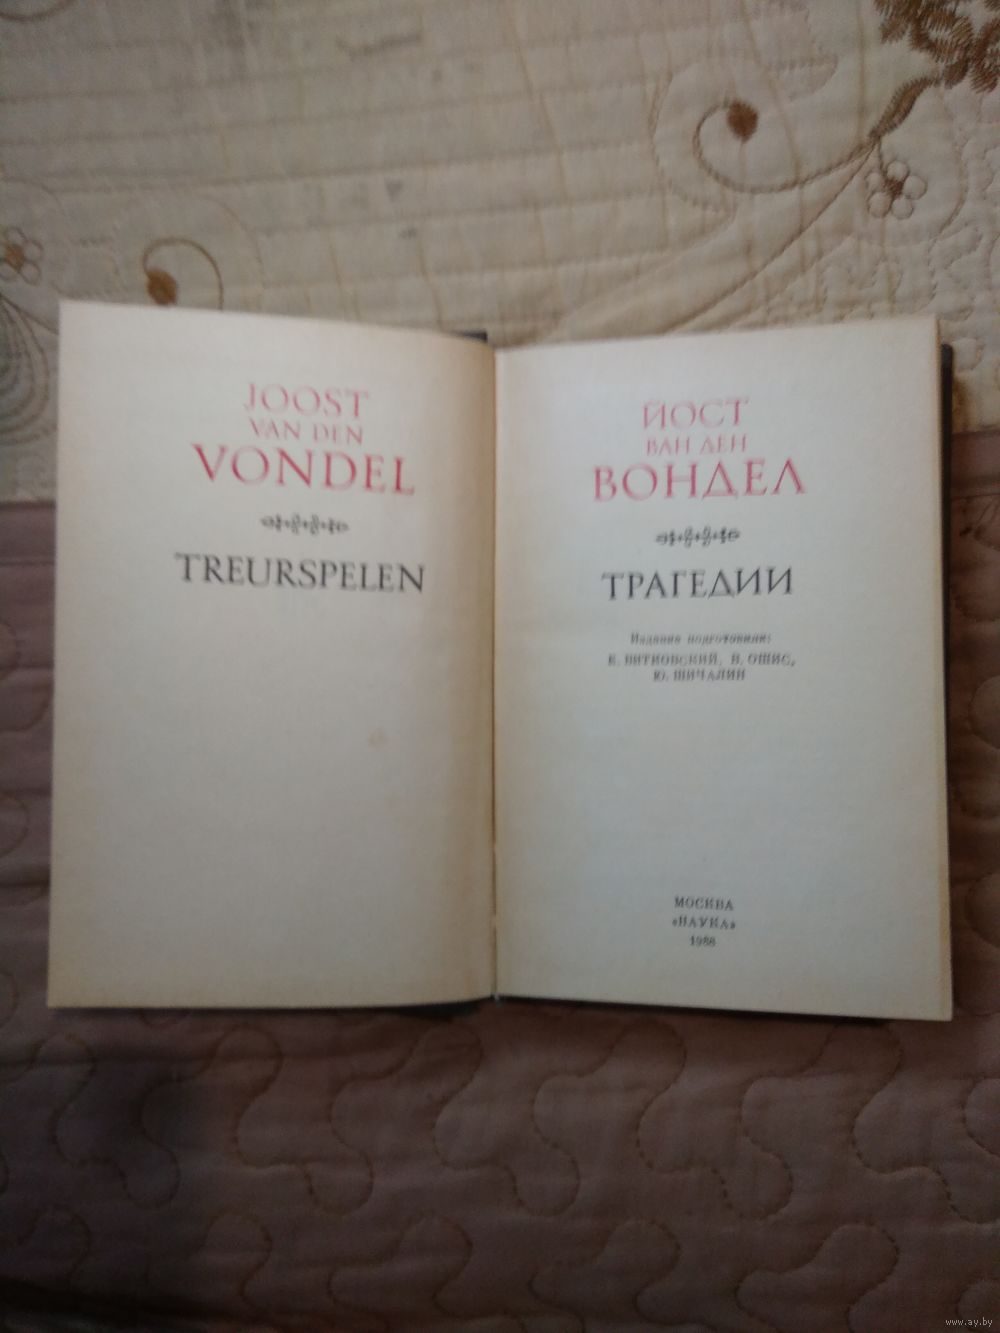 JOOST
VAN DEN
VONDEL
TREURSPELEN
ЙОСТ
ВАН ДЕН
ВОНДЕЛ
ТРАГЕДИИ
Издание подготовили:
Е. ВИТКОВСКИЙ, В. ОШИС,
Ю. ШИЧАЛИН
МОСКВА
«НАУКА»
1988
www.ay.by